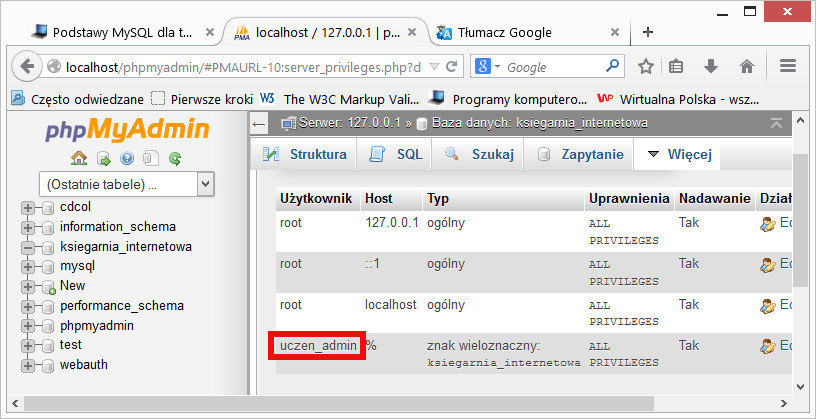 Podstawy MySQL dla t...
localhost / 127.0.0.1 | p...
Tłumacz Google
localhost/phpmyadmin/#PMAURL-10:server_privileges.php?d
Google
Często odwiedzane
Pierwsze kroki
The W3C Markup Vali...
Programy komputero...
Wirtualna Polska - wsz...
phpMyAdmin
(Ostatnie tabele) ...
cdcol
information_schema
ksiegarnia_internetowa
mysql
New
performance_schema
phpmyadmin
test
webauth
Serwer: 127.0.0.1 » Baza danych: ksiegarnia_internetowa
Struktura SQL Szukaj Zapytanie Więcej
Użytkownik Host Typ Uprawnienia Nadawanie Dział
root 127.0.0.1 ogólny ALL Tak Ec
PRIVILEGES
root ::1 ogólny ALL Tak Ec
PRIVILEGES
root localhost ogólny ALL Tak Ec
PRIVILEGES
uczen_admin % znak wieloznaczny: ALL Tak Ec
ksiegarnia_internetowa PRIVILEGES